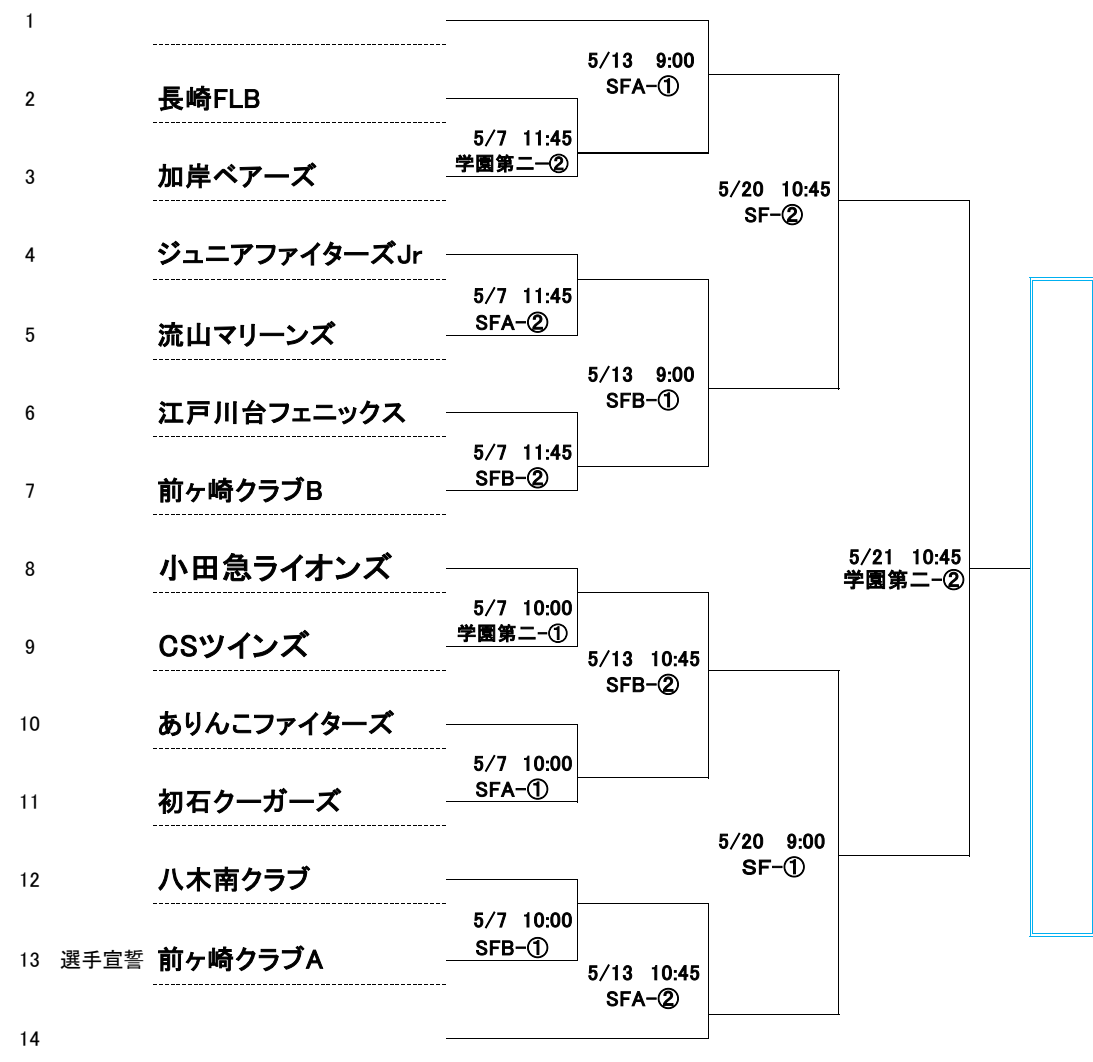 1
5/13 9:00
SFA-①
2 長崎FLB
5/7 11:45
学園第二-②
3 加岸ベアーズ
5/20 10:45
SF-②
4 ジュニアファイターズJr
5/7 11:45
SFA-②
5 流山マリーンズ
5/13 9:00
SFB-①
6 江戸川台フェニックス
5/7 11:45
SFB-②
7 前ヶ崎クラブB
5/21 10:45
学園第二-②
8 小田急ライオンズ
5/7 10:00
学園第二-①
9 CSツインズ
5/13 10:45
SFB-②
10 ありんこファイターズ
5/7 10:00
SFA-①
11 初石クーガーズ
5/20 9:00
SF-①
12 八木南クラブ
5/7 10:00
SFB-①
13 選手宣誓 前ヶ崎クラブA
5/13 10:45
SFA-②
14